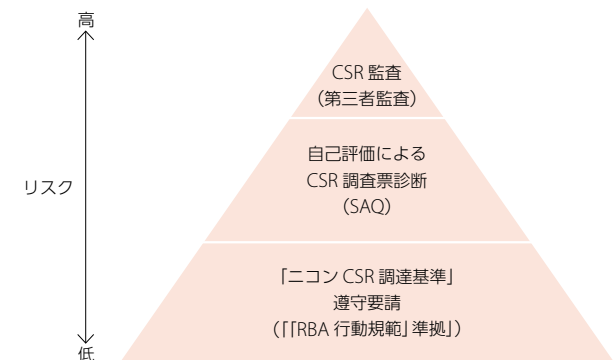 高
CSR 監査
（第三者監査）
自己評価による
CSR 調査票診断
（SAQ）
リスク
「ニコン CSR 調達基準」
遵守要請
（「「RBA 行動規範」準拠」）
低